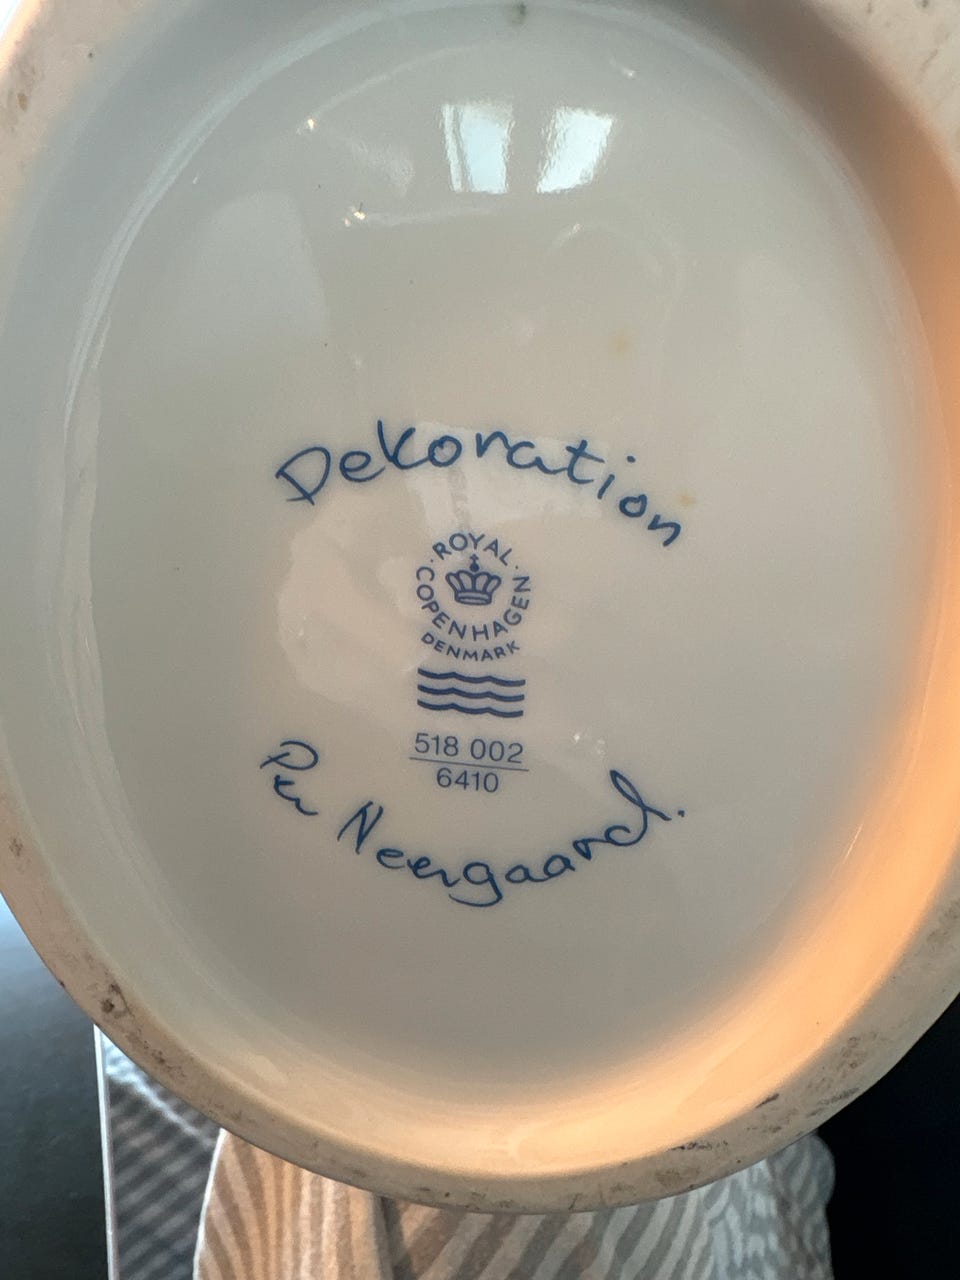 Dekoration
ROYAL COPENHAGEN
DENMARK
518 002
6410
Per Neergaard.